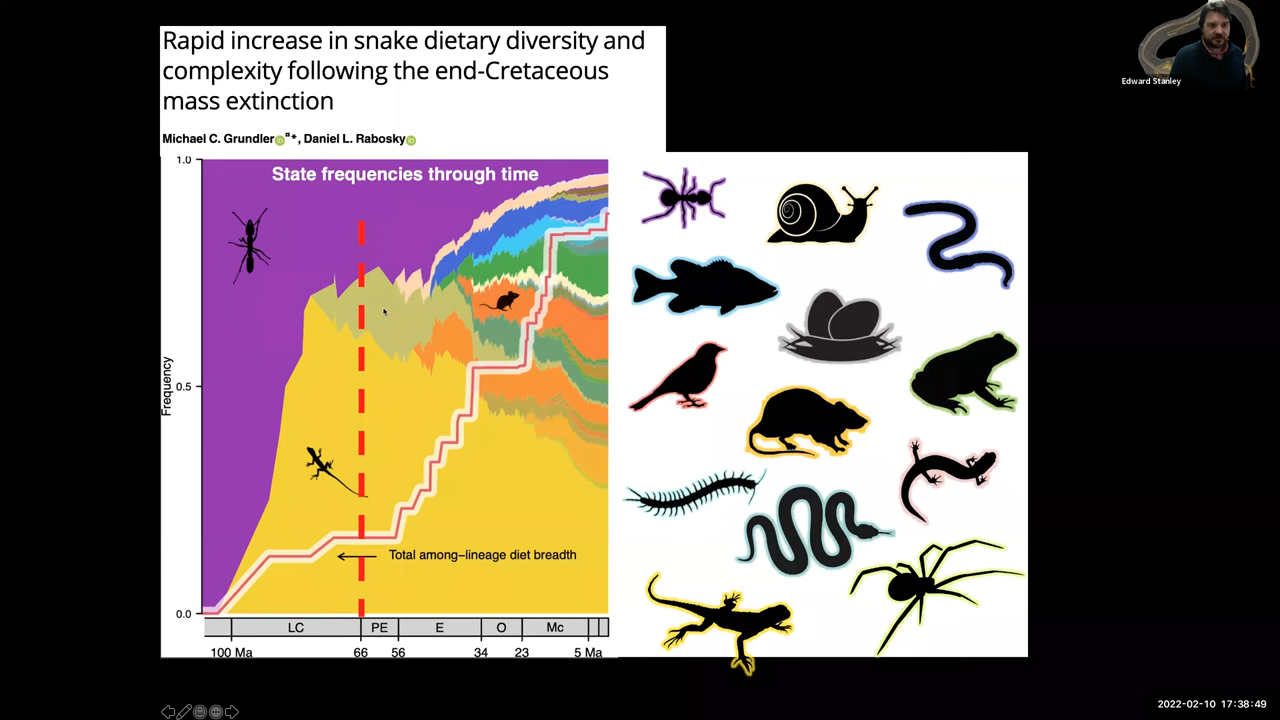 Rapid increase in snake dietary diversity and
complexity following the end-Cretaceous
mass extinction
Edward Stanley
Michael C. Grundler ¤*, Daniel L. Rabosky
1.0
State frequencies through time
Frequency
0.5
Total among-lineage diet breadth
0.0
LC PE E O Mc
100 Ma 66 56 34 23 5 Ma
2022-02-10 17:38:49